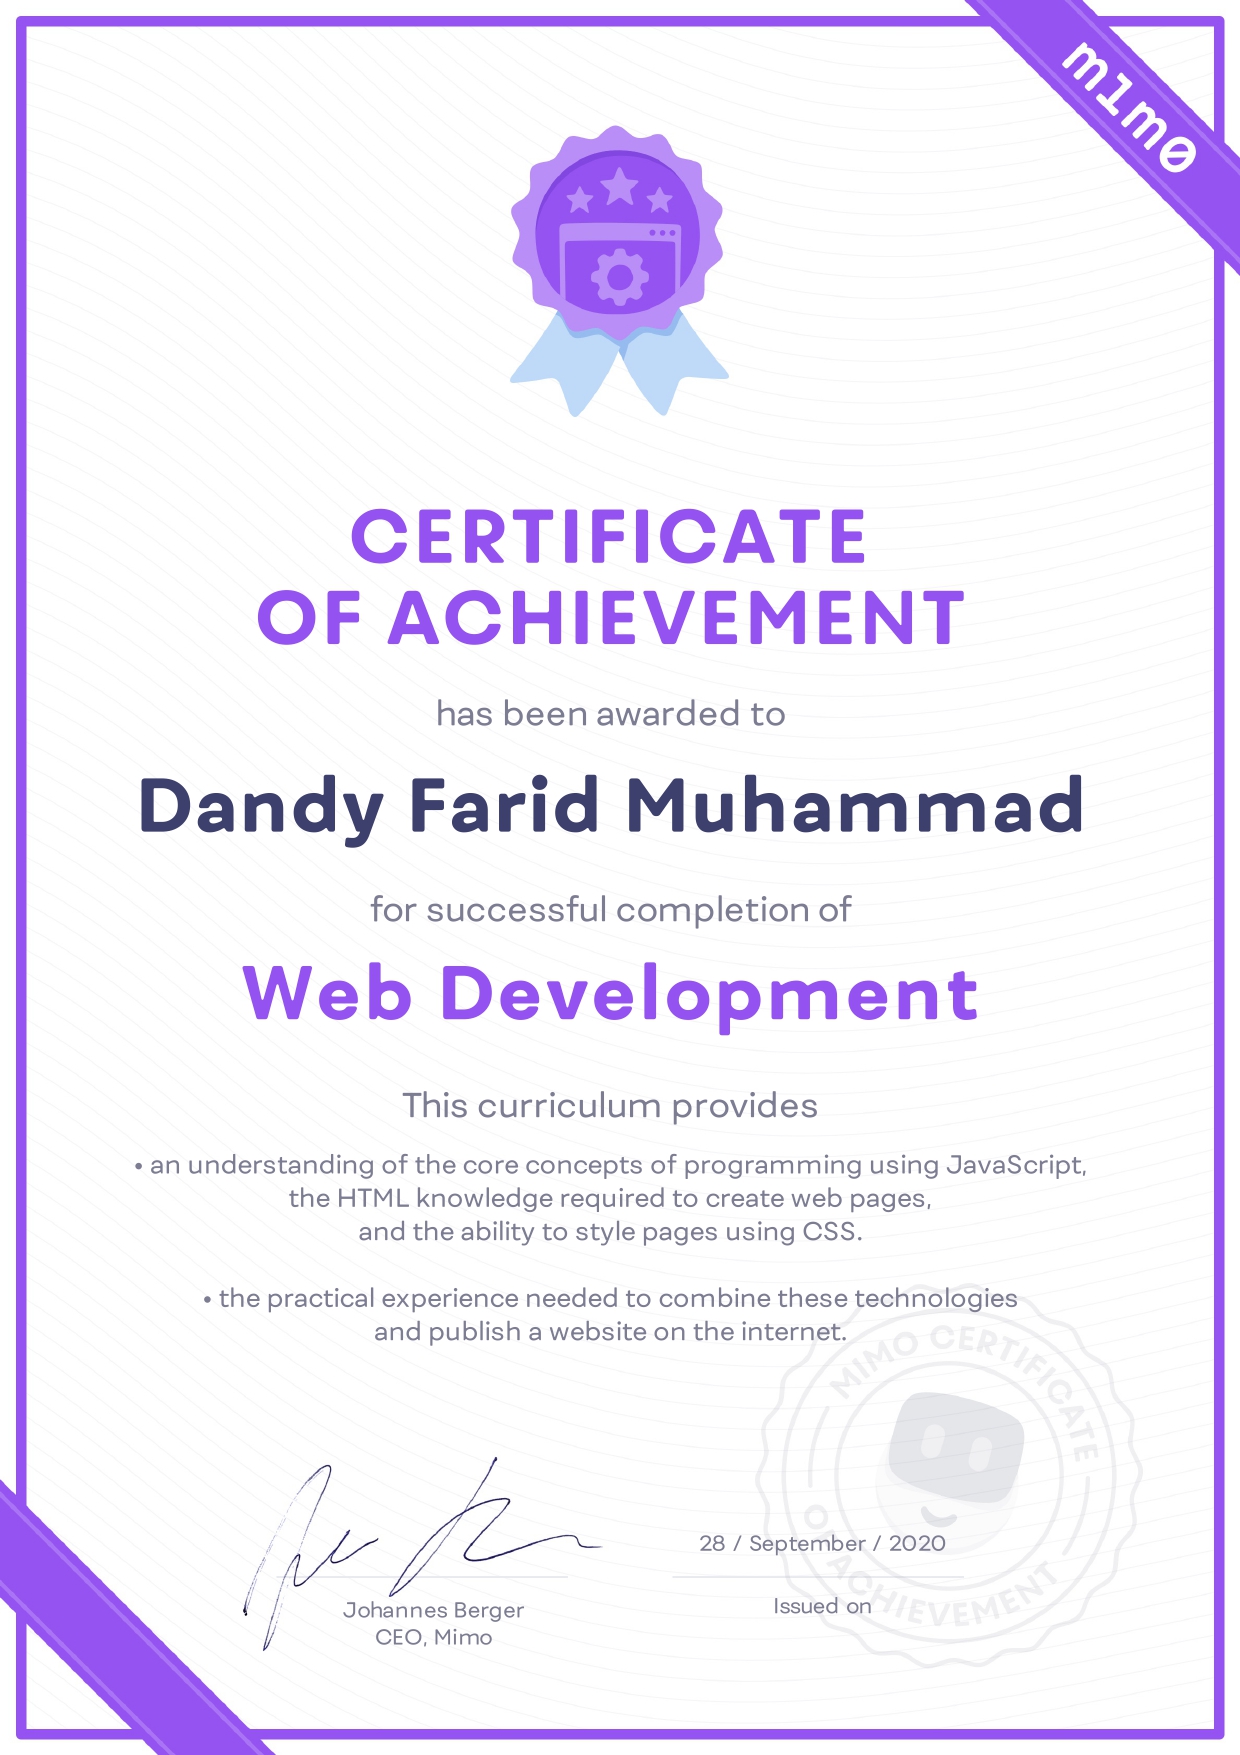 m1m0
CERTIFICATE
OF ACHIEVEMENT
has been awarded to
Dandy Farid Muhammad
for successful completion of
Web Development
This curriculum provides
• an understanding of the core concepts of programming using JavaScript,
the HTML knowledge required to create web pages,
and the ability to style pages using CSS.
• the practical experience needed to combine these technologies
and publish a website on the internet.
MIMO CERTIFICATE
OF ACHIEVEMENT
28 / September / 2020
Issued on
Johannes Berger
CEO, Mimo